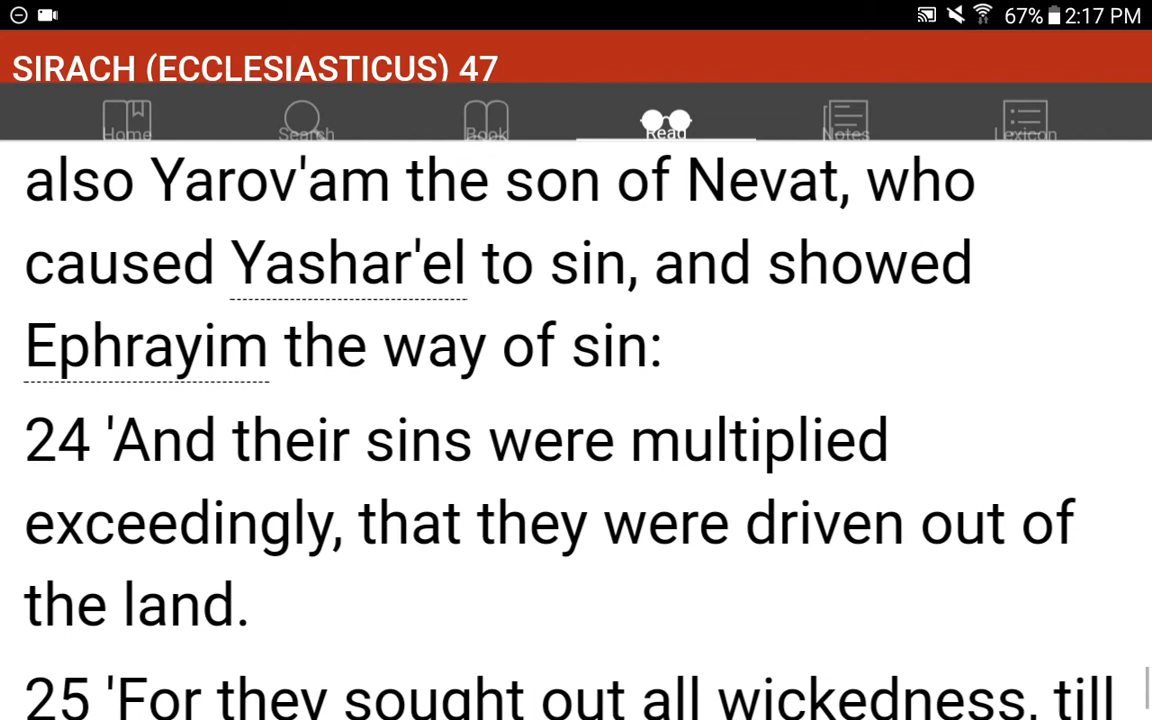 67% 2:17 PM
SIRACH (ECCLESIASTICUS) 47
Home Search Book Read Notes Lexicon
also Yarov'am the son of Nevat, who
caused Yashar'el to sin, and showed
Ephrayim the way of sin:
24 'And their sins were multiplied
exceedingly, that they were driven out of
the land.
25 'For they sought out all wickedness, till